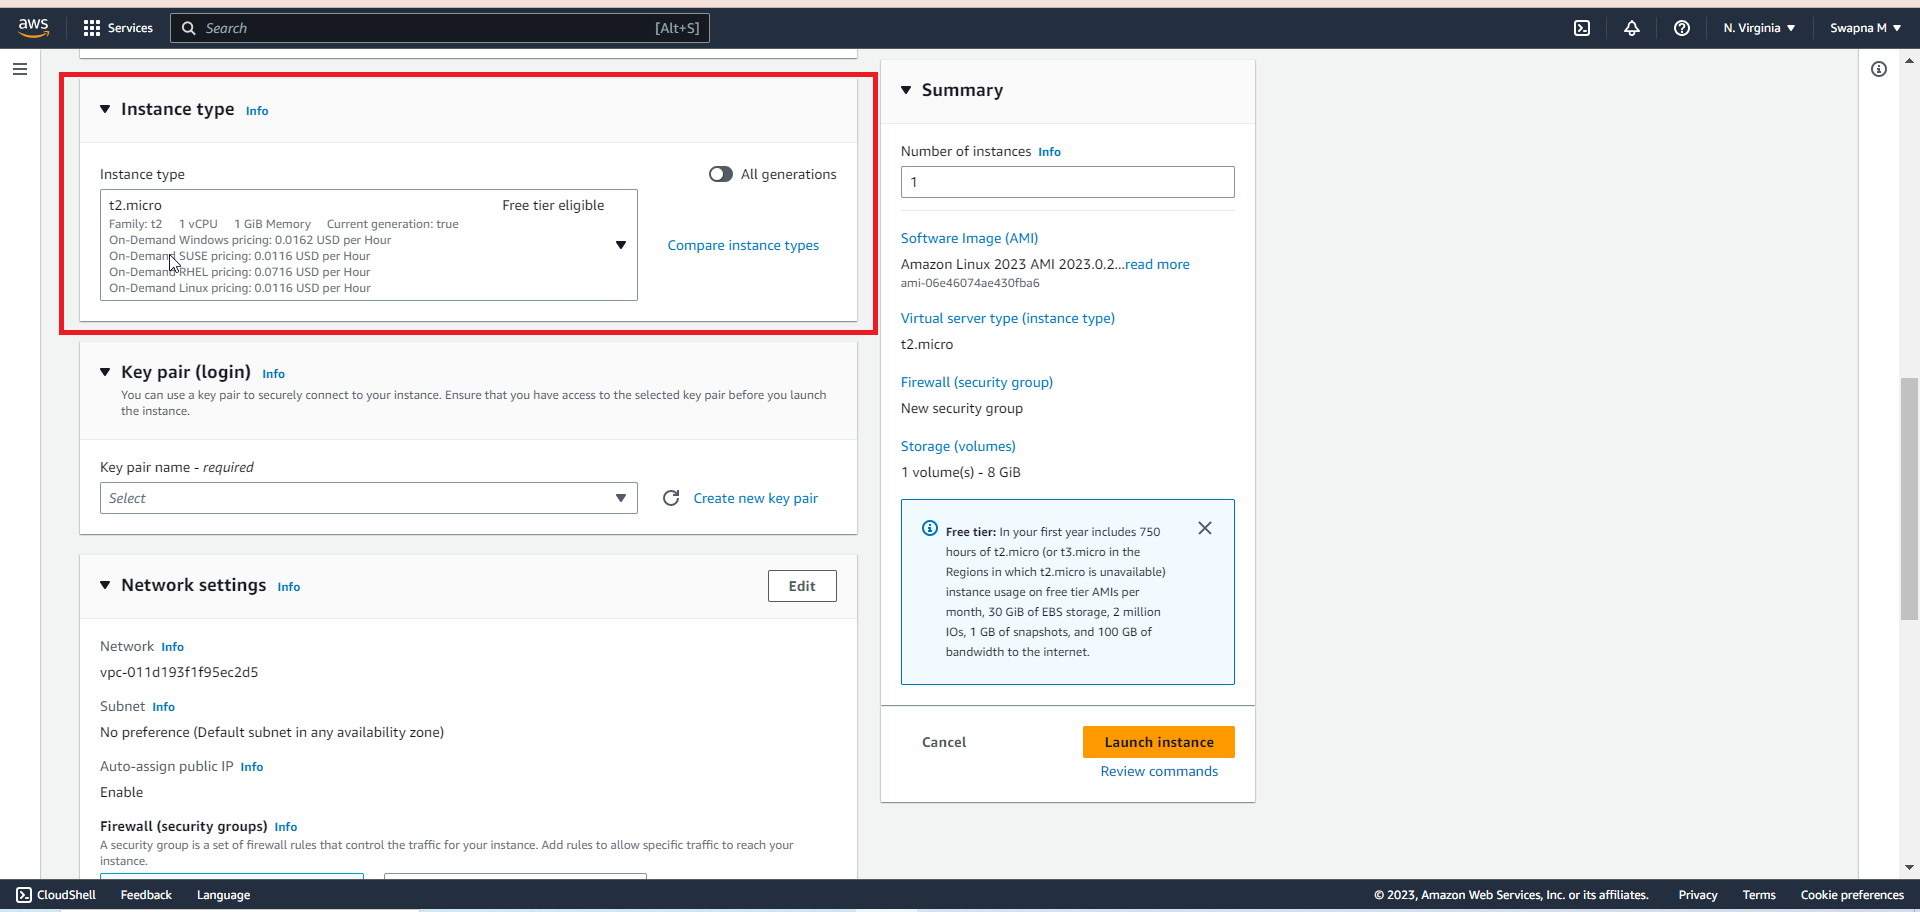 aws
Services
Search
[Alt+S]
N. Virginia
Swapna M
Instance type Info
Instance type
All generations
t2.micro
Free tier eligible
Family: t2 1 vCPU 1 GiB Memory Current generation: true
On-Demand Windows pricing: 0.0162 USD per Hour
On-Demand SUSE pricing: 0.0116 USD per Hour
On-Demand RHEL pricing: 0.0716 USD per Hour
On-Demand Linux pricing: 0.0116 USD per Hour
Compare instance types
Key pair (login) Info
You can use a key pair to securely connect to your instance. Ensure that you have access to the selected key pair before you launch
the instance.
Key pair name - required
Select
Create new key pair
Network settings Info
Edit
Network Info
vpc-011d193f1f95ec2d5
Subnet Info
No preference (Default subnet in any availability zone)
Auto-assign public IP Info
Enable
Firewall (security groups) Info
A security group is a set of firewall rules that control the traffic for your instance. Add rules to allow specific traffic to reach your
instance.
Summary
Number of instances Info
1
Software Image (AMI)
Amazon Linux 2023 AMI 2023.0.2...read more
ami-06e46074ae430fba6
Virtual server type (instance type)
t2.micro
Firewall (security group)
New security group
Storage (volumes)
1 volume(s) - 8 GiB
Free tier: In your first year includes 750
hours of t2.micro (or t3.micro in the
Regions in which t2.micro is unavailable)
instance usage on free tier AMIs per
month, 30 GiB of EBS storage, 2 million
IOs, 1 GB of snapshots, and 100 GB of
bandwidth to the internet.
Cancel
Launch instance
Review commands
CloudShell
Feedback
Language
© 2023, Amazon Web Services, Inc. or its affiliates.
Privacy
Terms
Cookie preferences